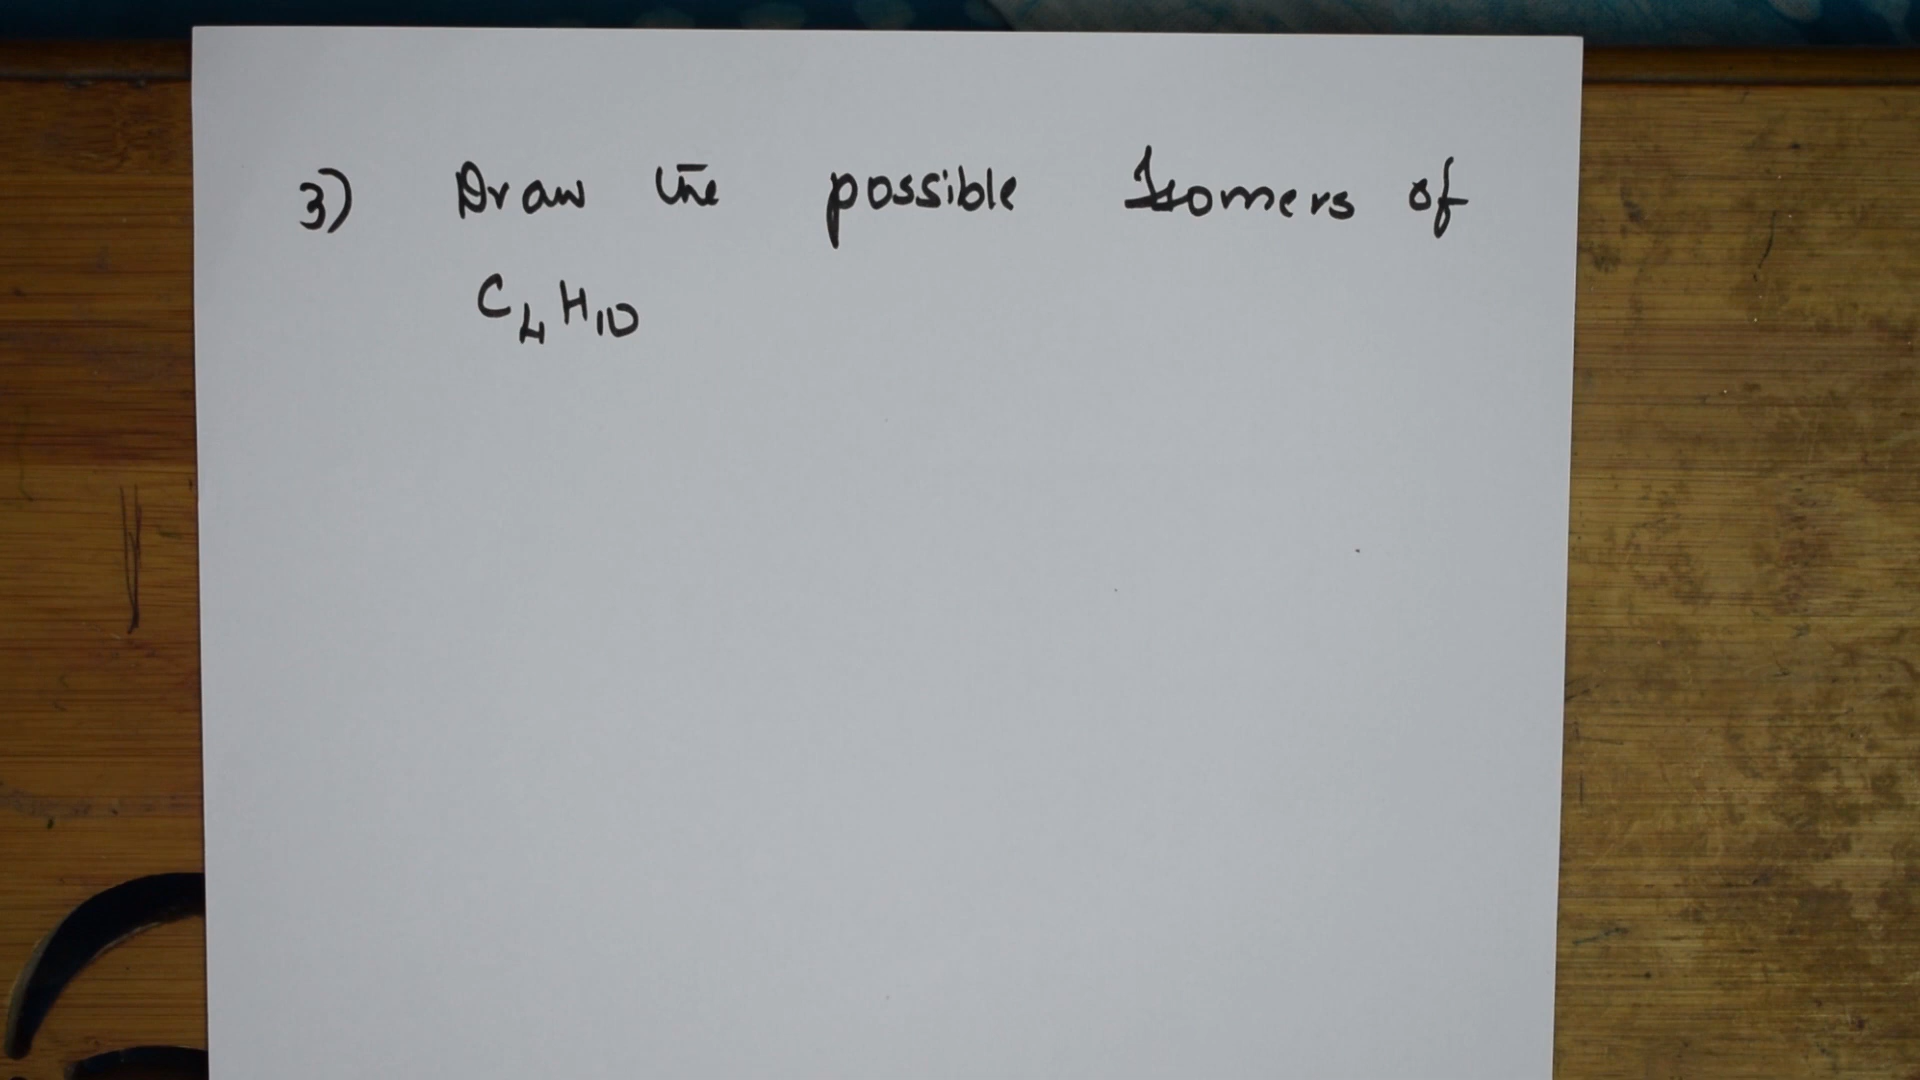 3) Draw the possible Isomers of
C₄H₁₀